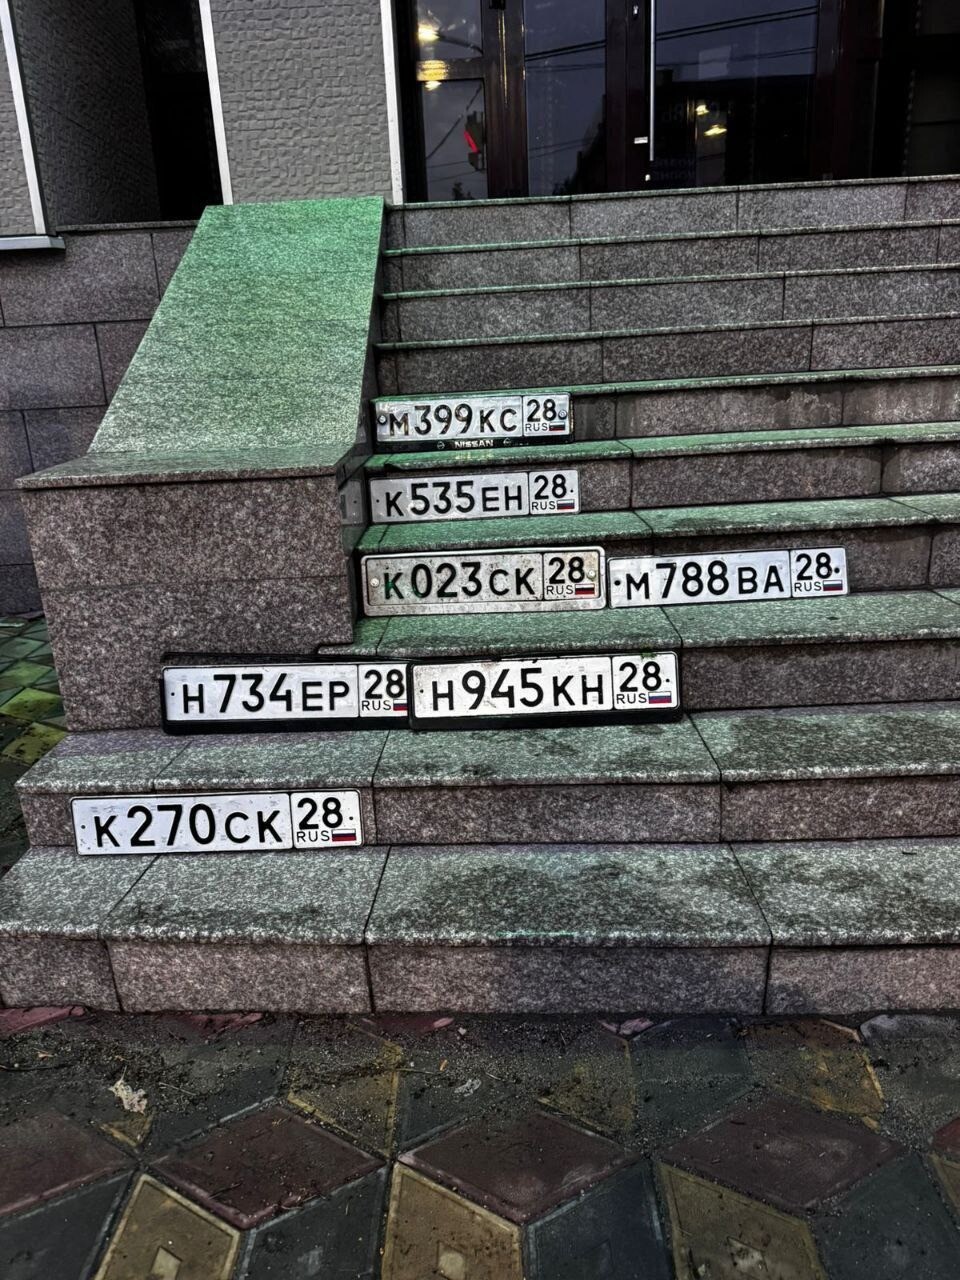 М399КС 28 RUS
NISSAN
К535ЕН 28 RUS
К023СК 28 RUS
М788ВА 28 RUS
Н734ЕР 28 RUS
Н945КН 28 RUS
К270СК 28 RUS